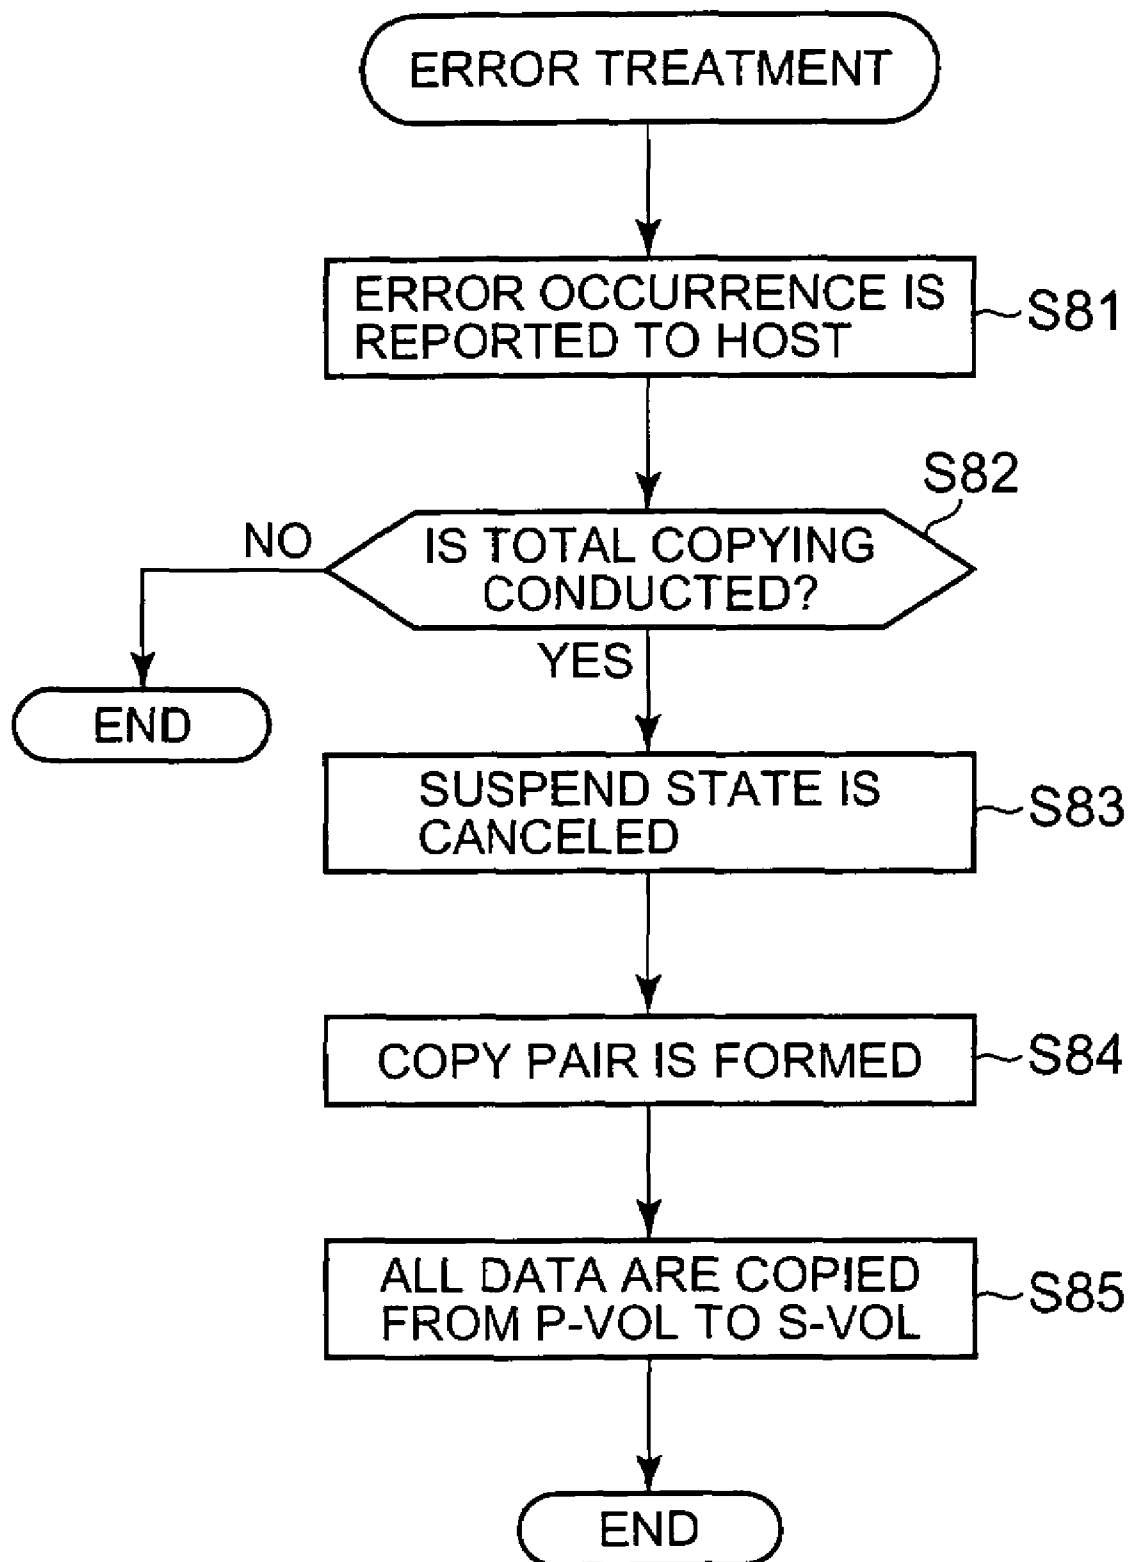 ERROR TREATMENT
ERROR OCCURRENCE IS
REPORTED TO HOST
S81
S82
NO
IS TOTAL COPYING
CONDUCTED?
YES
END
SUSPEND STATE IS
CANCELED
S83
COPY PAIR IS FORMED
S84
ALL DATA ARE COPIED
FROM P-VOL TO S-VOL
S85
END